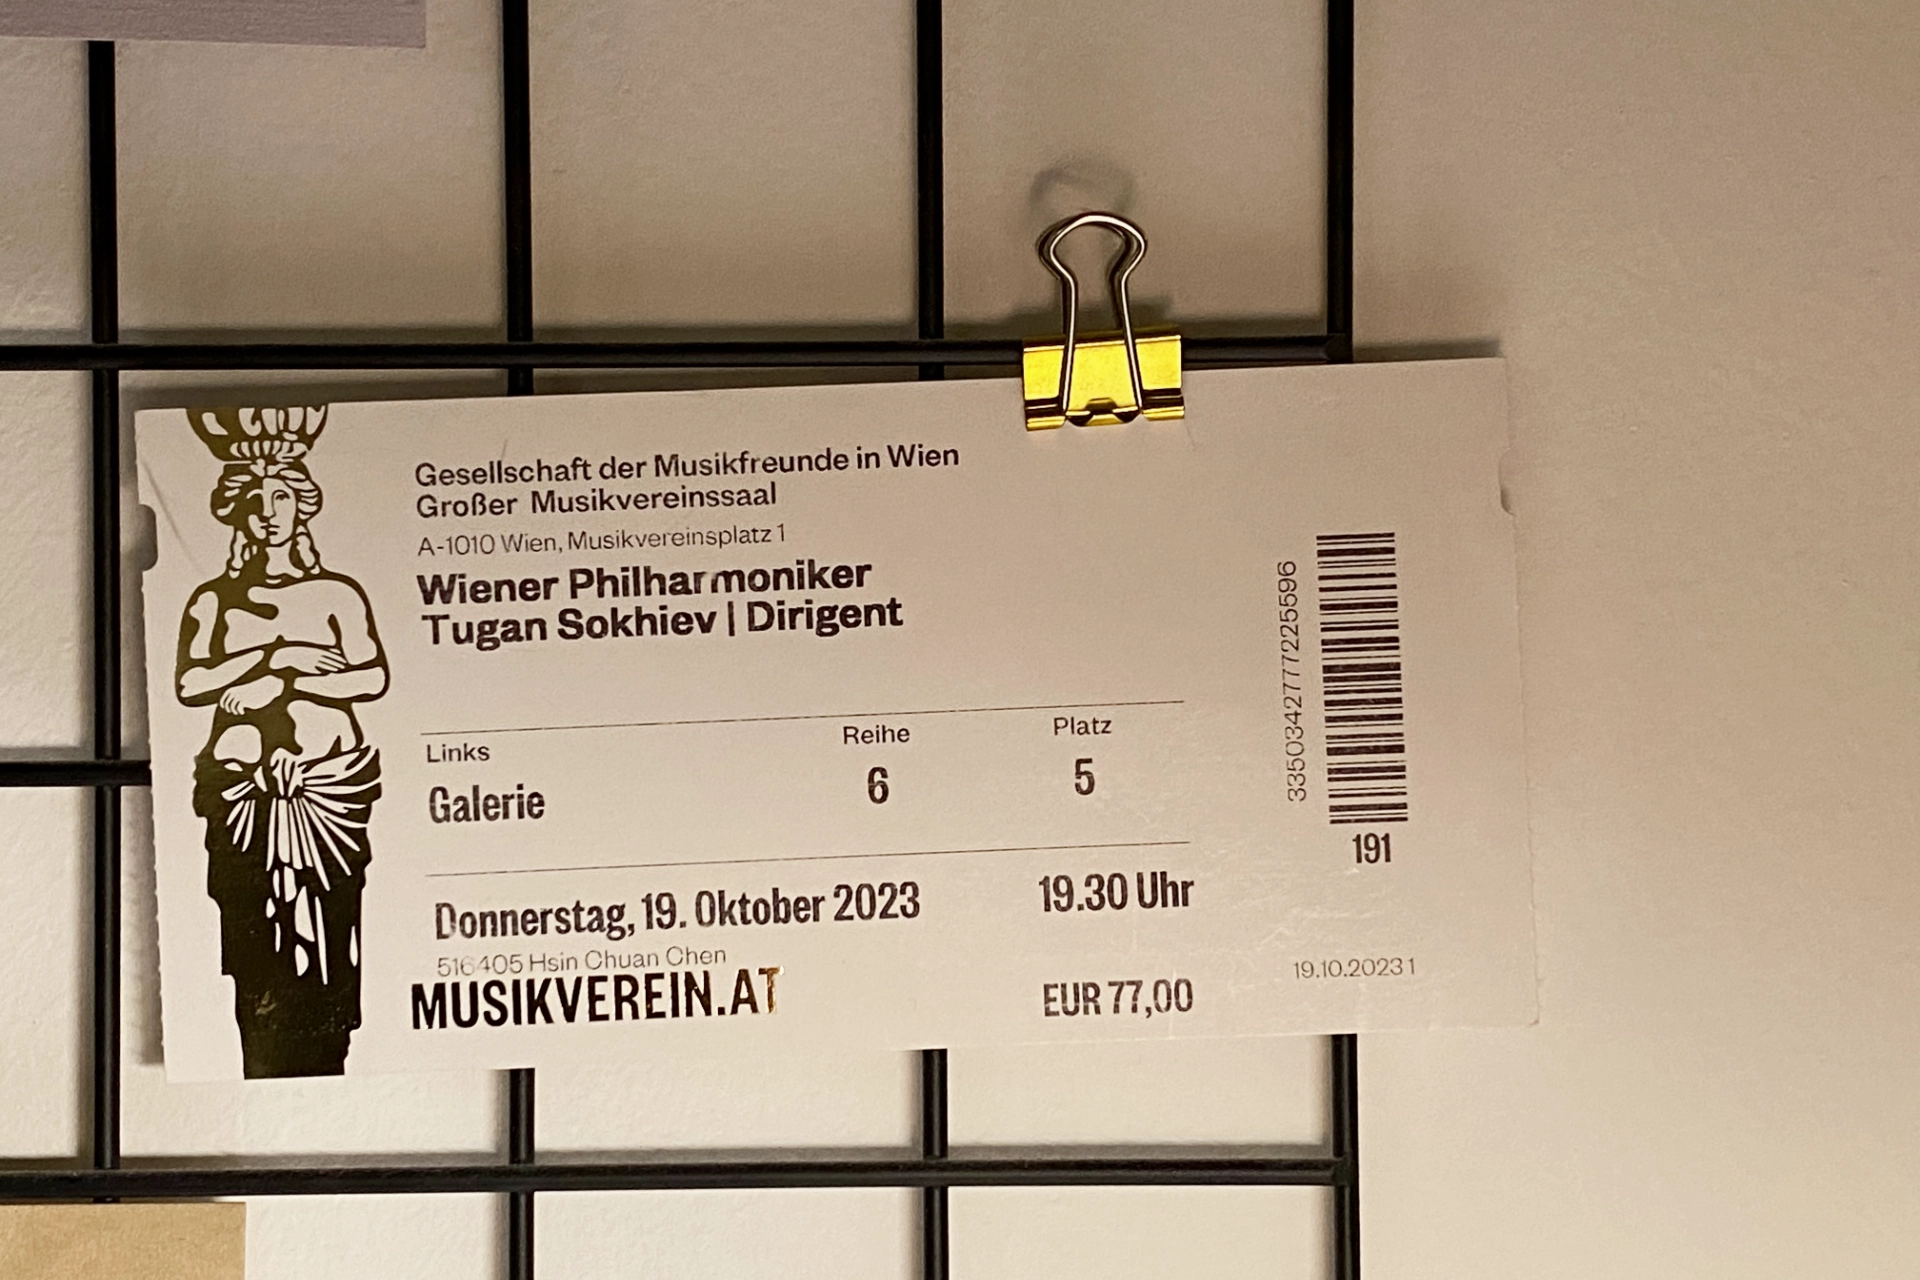 Gesellschaft der Musikfreunde in Wien
Großer Musikvereinssaal
A-1010 Wien, Musikvereinsplatz 1
Wiener Philharmoniker
Tugan Sokhiev | Dirigent
Links Reihe Platz
Galerie 6 5
Donnerstag, 19. Oktober 2023 19.30 Uhr
516405 Hsin Chuan Chen
MUSIKVEREIN.AT EUR 77,00
3350342777225596
191
19.10.2023 1